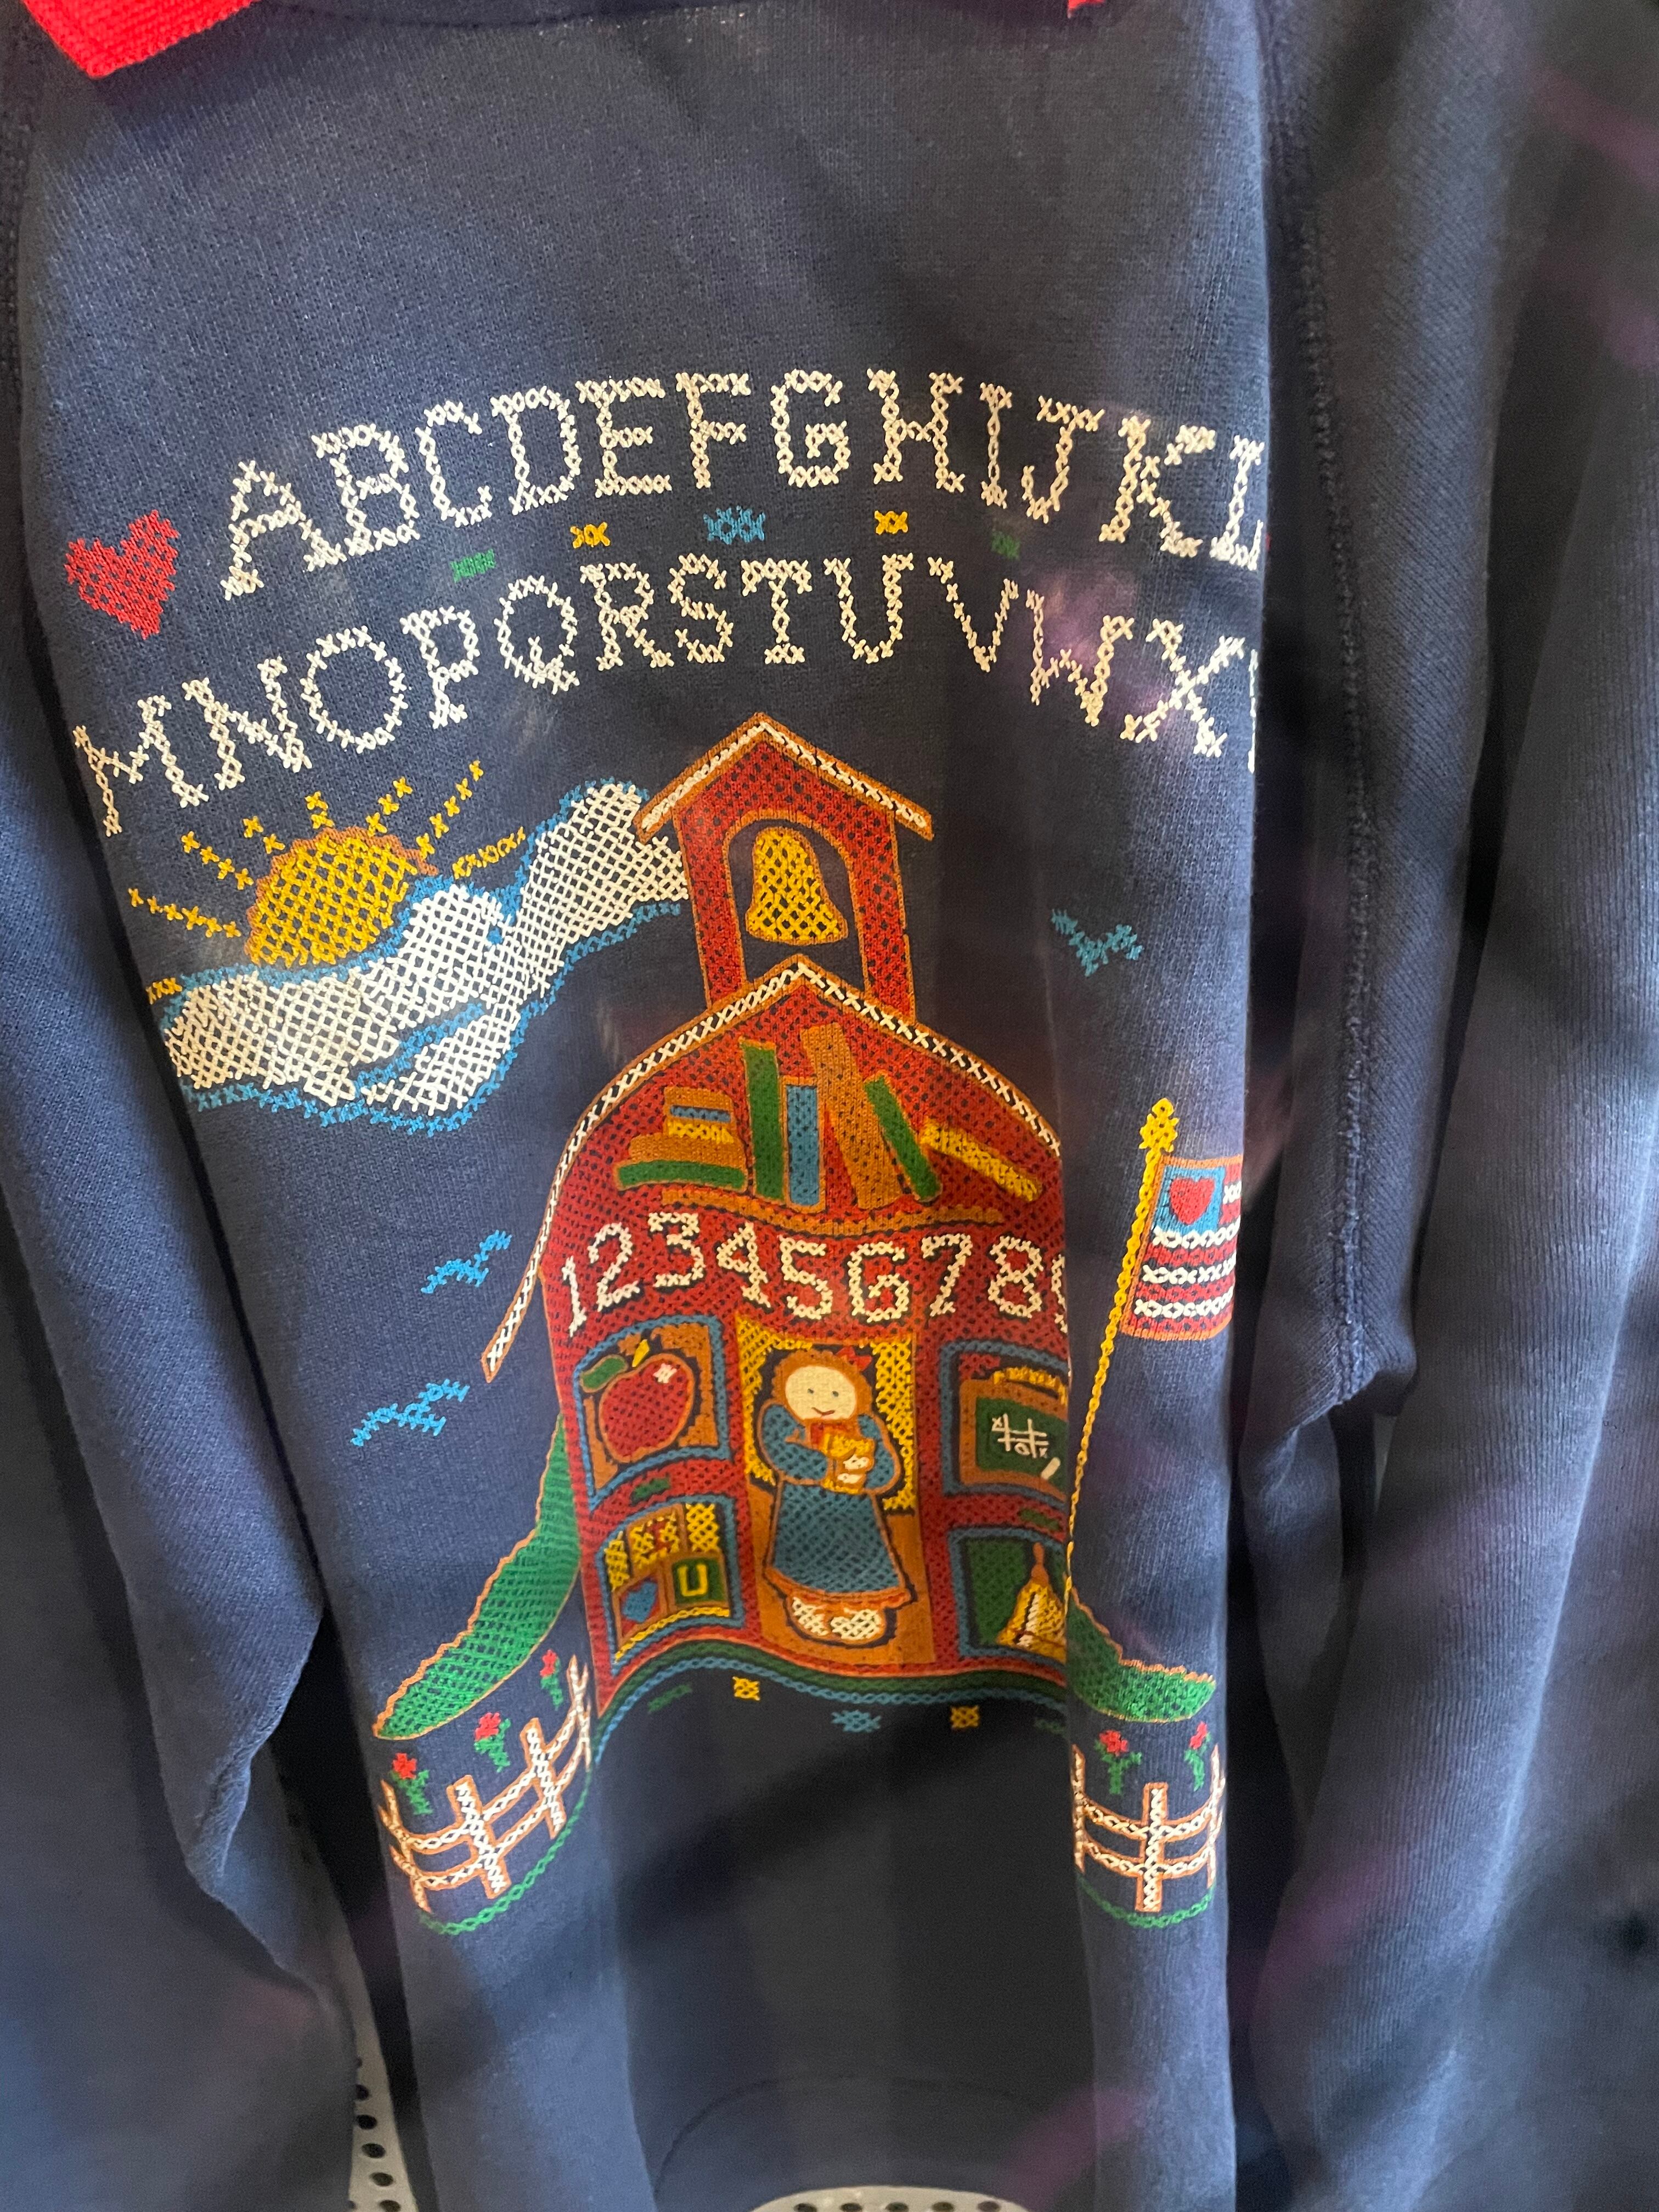 ABCDEFGHIJKL
MNOPQRSTUVWX
12345678
U